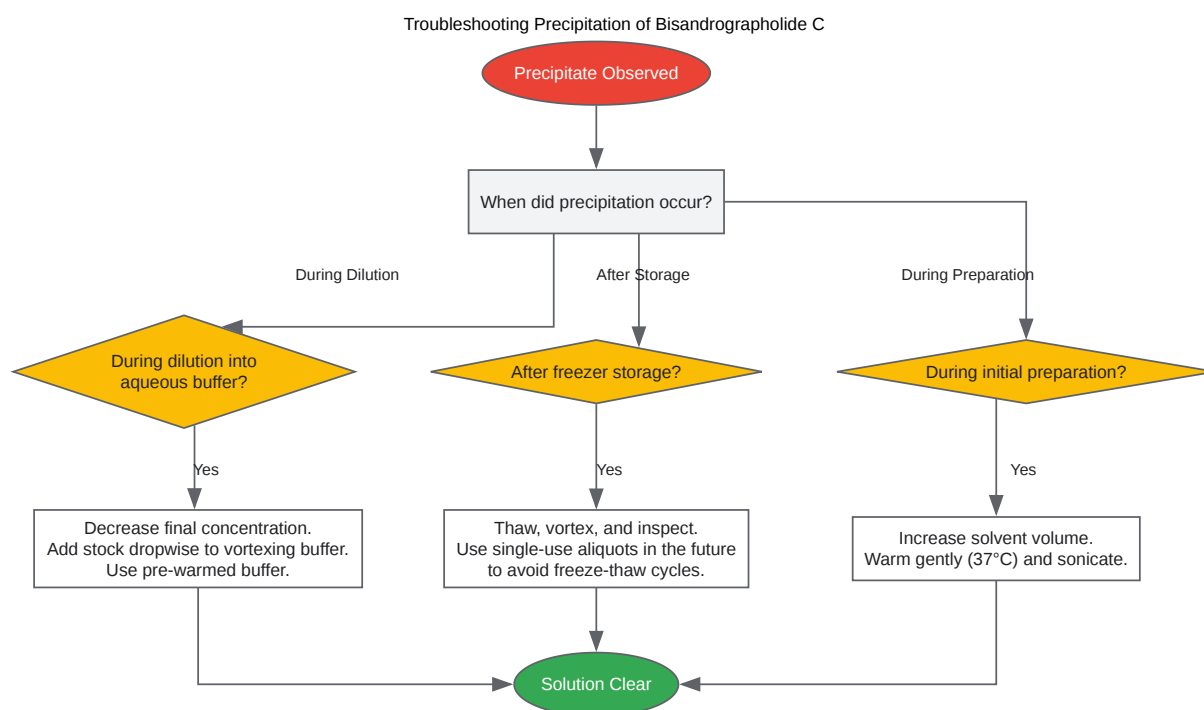 Troubleshooting Precipitation of Bisandrographolide C
Precipitate Observed
When did precipitation occur?
During Dilution
After Storage
During Preparation
During dilution into
aqueous buffer?
After freezer storage?
During initial preparation?
Yes
Yes
Yes
Decrease final concentration.
Add stock dropwise to vortexing buffer.
Use pre-warmed buffer.
Thaw, vortex, and inspect.
Use single-use aliquots in the future
to avoid freeze-thaw cycles.
Increase solvent volume.
Warm gently (37°C) and sonicate.
Solution Clear